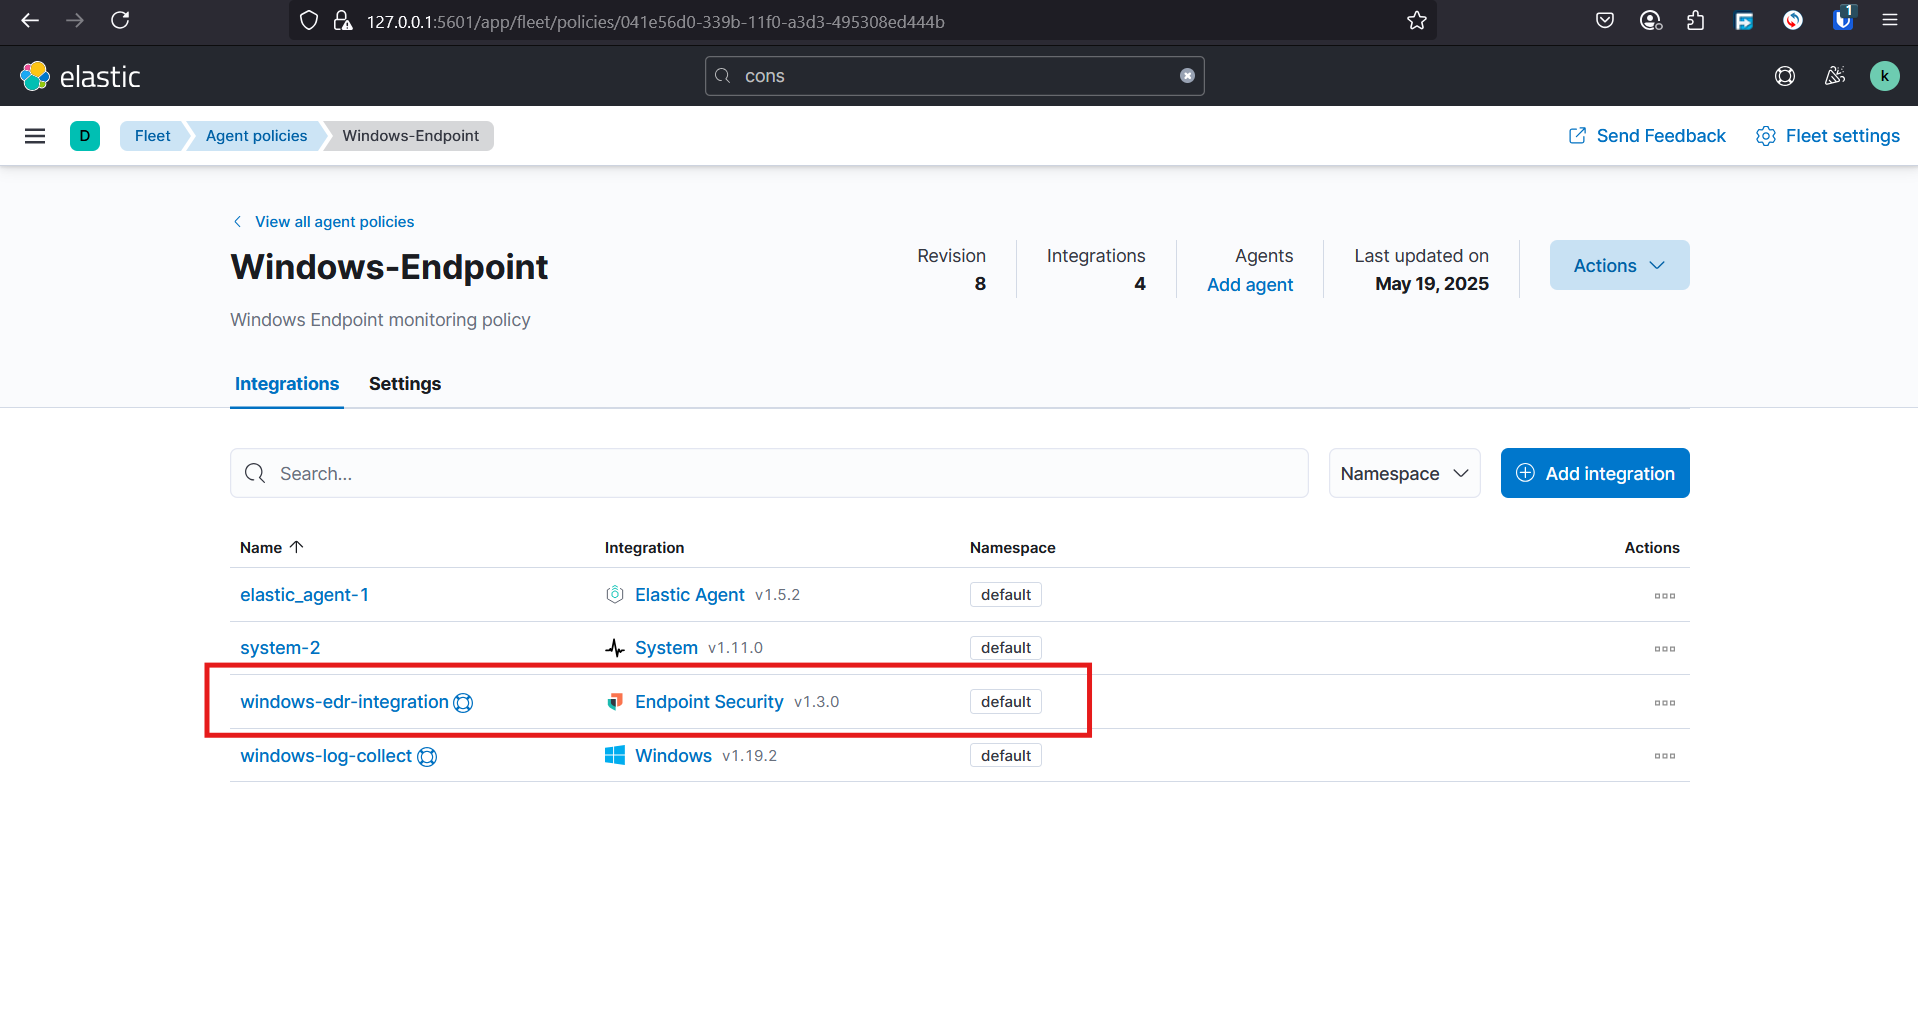 127.0.0.1:5601/app/fleet/policies/041e56d0-339b-11f0-a3d3-495308ed444b
1
elastic
cons
k
D
Fleet
Agent policies
Windows-Endpoint
Send Feedback
Fleet settings
View all agent policies
Windows-Endpoint
Windows Endpoint monitoring policy
Revision
8
Integrations
4
Agents
Add agent
Last updated on
May 19, 2025
Actions
Integrations
Settings
Search...
Namespace
Add integration
Name Integration Namespace Actions
elastic_agent-1 Elastic Agent v1.5.2 default
system-2 System v1.11.0 default
windows-edr-integration Endpoint Security v1.3.0 default
windows-log-collect Windows v1.19.2 default